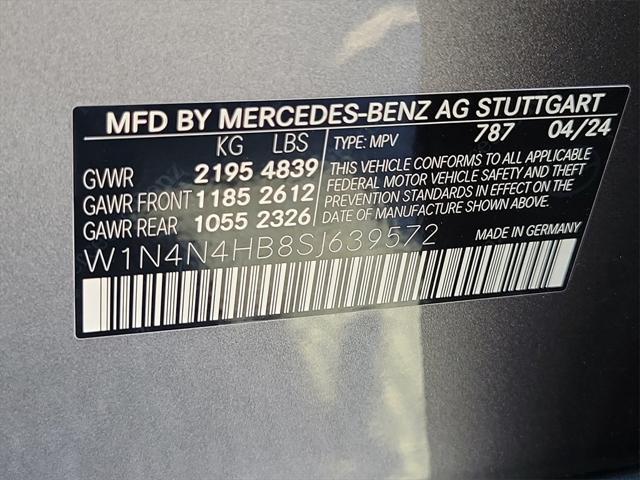 MFD BY MERCEDES-BENZ AG STUTTGART
KG LBS TYPE: MPV 787 04/24
GVWR 2195 4839
GAWR FRONT 1185 2612
GAWR REAR 1055 2326
THIS VEHICLE CONFORMS TO ALL APPLICABLE
FEDERAL MOTOR VEHICLE SAFETY AND THEFT
PREVENTION STANDARDS IN EFFECT ON THE
DATE OF MANUFACTURE SHOWN ABOVE.
W1N4N4HB8SJ639572 MADE IN GERMANY